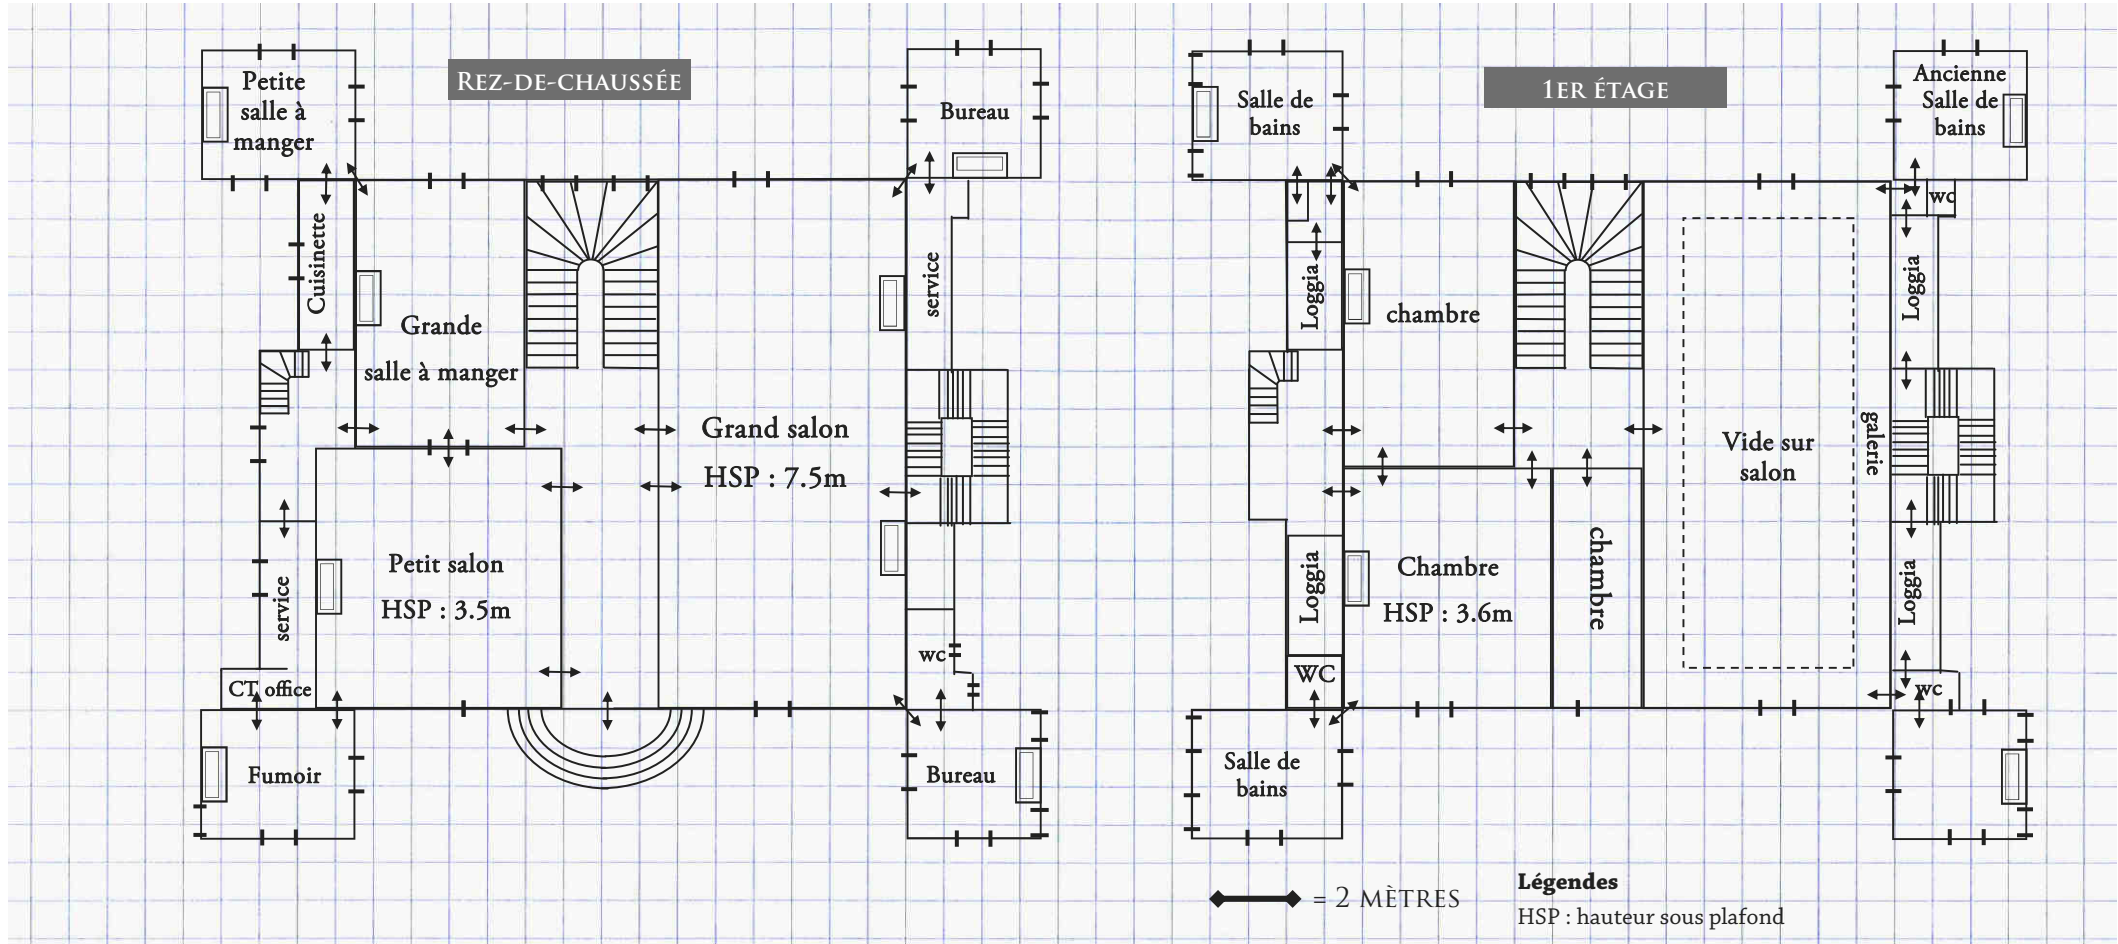 REZ-DE-CHAUSSÉE
Petite
salle à
manger
Bureau
Cuisinette
Grande
salle à manger
service
Grand salon
HSP : 7.5m
Petit salon
HSP : 3.5m
service
wc
CT office
Fumoir
Bureau
1ER ÉTAGE
Salle de
bains
Ancienne
Salle de
bains
wc
Loggia
chambre
Loggia
galerie
Vide sur
salon
Loggia
Chambre
HSP : 3.6m
chambre
Loggia
WC
wc
Salle de
bains
= 2 MÈTRES
Légendes
HSP : hauteur sous plafond